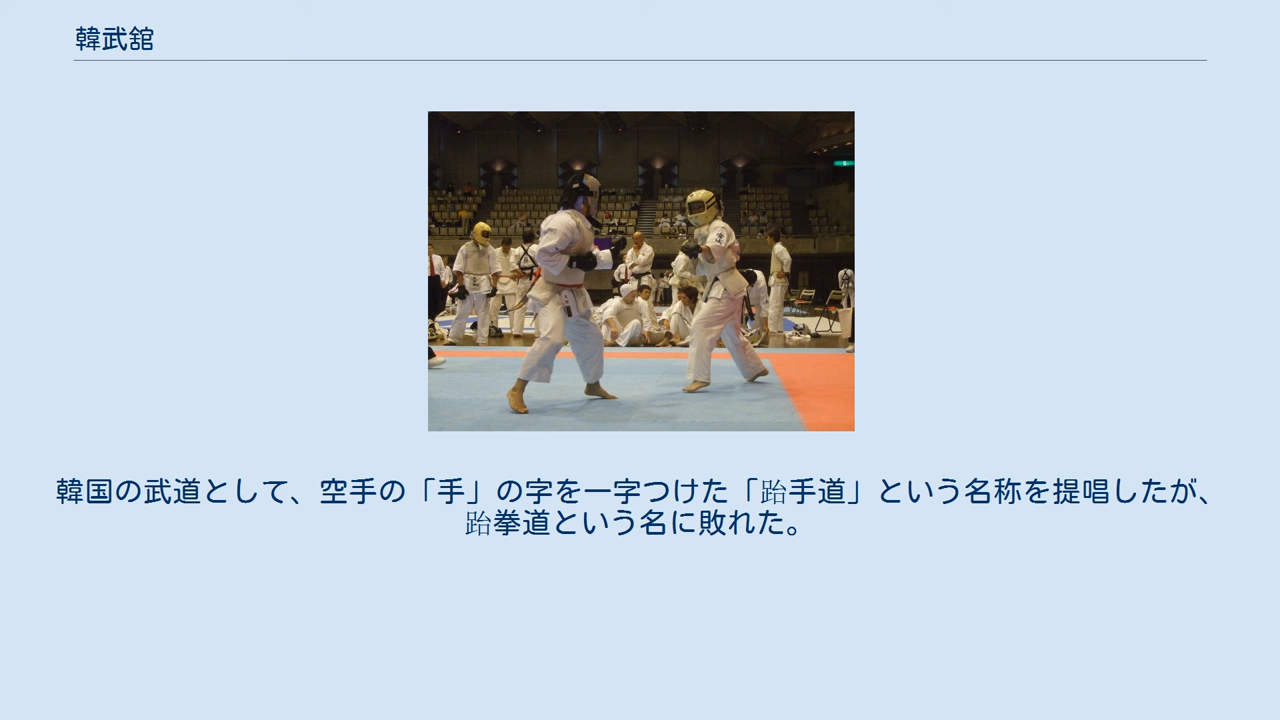 韓武舘
韓国の武道として、空手の「手」の字を一字つけた「跆手道」という名称を提唱したが、
跆拳道という名に敗れた。